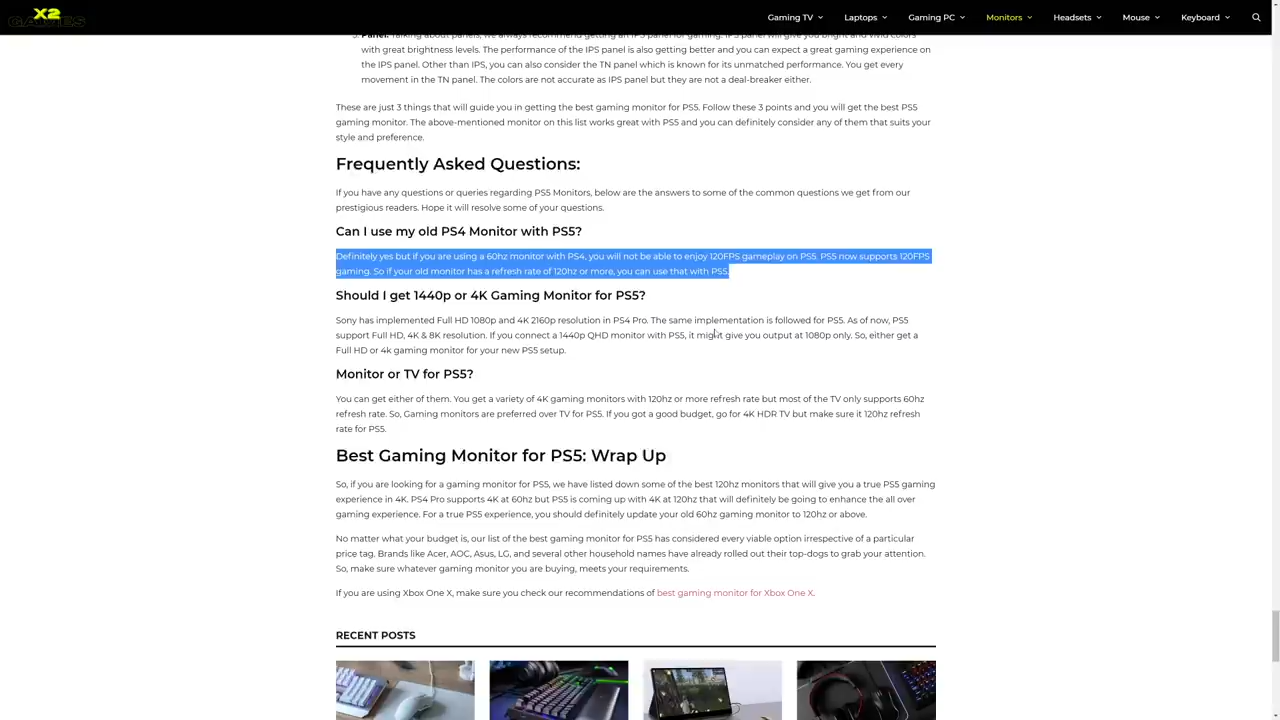 X2
GAMES
Gaming TV
Laptops
Gaming PC
Monitors
Headsets
Mouse
Keyboard
3. Panel: Talking about panels, we always recommend getting an IPS panel for gaming. IPS panel will give you bright and vivid colors
with great brightness levels. The performance of the IPS panel is also getting better and you can expect a great gaming experience on
the IPS panel. Other than IPS, you can also consider the TN panel which is known for its unmatched performance. You get every
movement in the TN panel. The colors are not accurate as IPS panel but they are not a deal-breaker either.
These are just 3 things that will guide you in getting the best gaming monitor for PS5. Follow these 3 points and you will get the best PS5
gaming monitor. The above-mentioned monitor on this list works great with PS5 and you can definitely consider any of them that suits your
style and preference.
Frequently Asked Questions:
If you have any questions or queries regarding PS5 Monitors, below are the answers to some of the common questions we get from our
prestigious readers. Hope it will resolve some of your questions.
Can I use my old PS4 Monitor with PS5?
Definitely yes but if you are using a 60hz monitor with PS4, you will not be able to enjoy 120FPS gameplay on PS5. PS5 now supports 120FPS
gaming. So if your old monitor has a refresh rate of 120hz or more, you can use that with PS5.
Should I get 1440p or 4K Gaming Monitor for PS5?
Sony has implemented Full HD 1080p and 4K 2160p resolution in PS4 Pro. The same implementation is followed for PS5. As of now, PS5
support Full HD, 4K & 8K resolution. If you connect a 1440p QHD monitor with PS5, it might give you output at 1080p only. So, either get a
Full HD or 4k gaming monitor for your new PS5 setup.
Monitor or TV for PS5?
You can get either of them. You get a variety of 4K gaming monitors with 120hz or more refresh rate but most of the TV only supports 60hz
refresh rate. So, Gaming monitors are preferred over TV for PS5. If you got a good budget, go for 4K HDR TV but make sure it 120hz refresh
rate for PS5.
Best Gaming Monitor for PS5: Wrap Up
So, if you are looking for a gaming monitor for PS5, we have listed down some of the best 120hz monitors that will give you a true PS5 gaming
experience in 4K. PS4 Pro supports 4K at 60hz but PS5 is coming up with 4K at 120hz that will definitely be going to enhance the all over
gaming experience. For a true PS5 experience, you should definitely update your old 60hz gaming monitor to 120hz or above.
No matter what your budget is, our list of the best gaming monitor for PS5 has considered every viable option irrespective of a particular
price tag. Brands like Acer, AOC, Asus, LG, and several other household names have already rolled out their top-dogs to grab your attention.
So, make sure whatever gaming monitor you are buying, meets your requirements.
If you are using Xbox One X, make sure you check our recommendations of best gaming monitor for Xbox One X.
RECENT POSTS